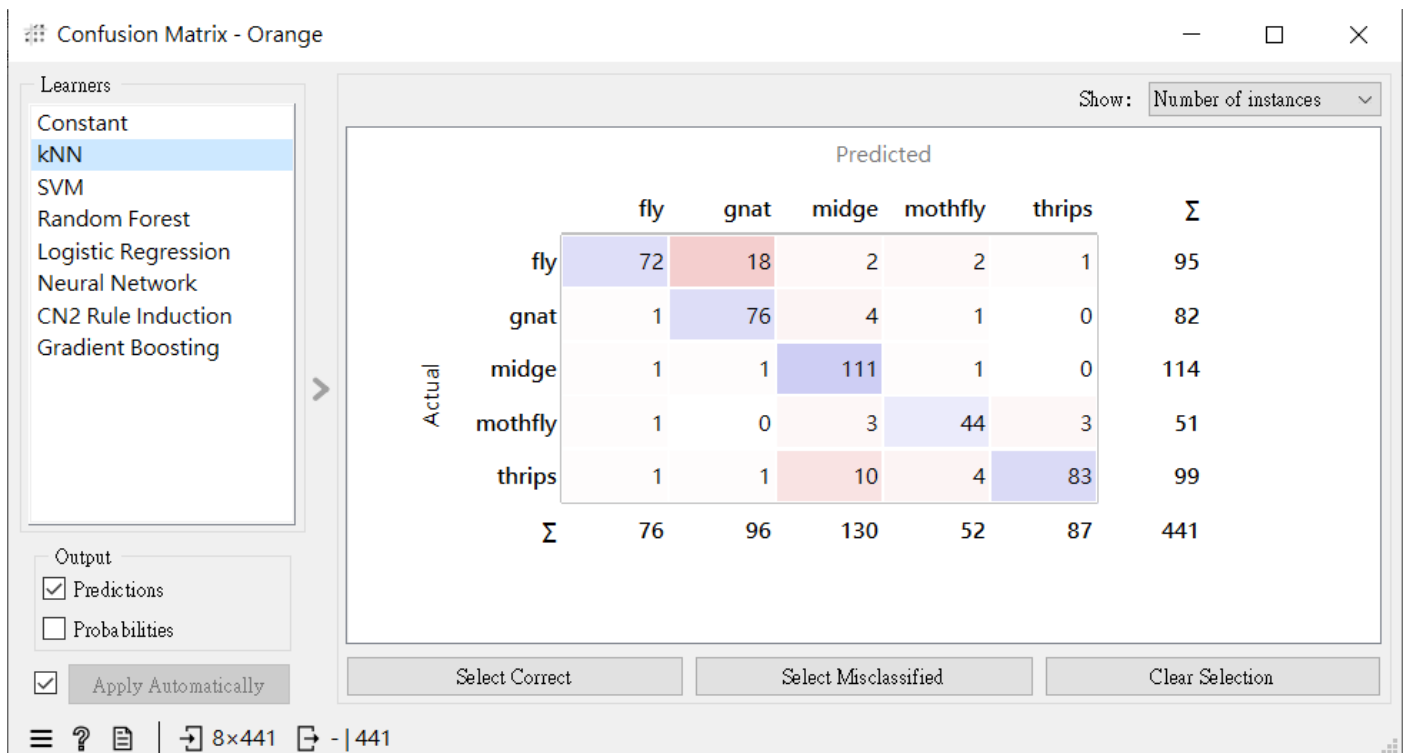 Confusion Matrix - Orange
Learners
Constant
kNN
SVM
Random Forest
Logistic Regression
Neural Network
CN2 Rule Induction
Gradient Boosting
Output
Predictions
Probabilities
Apply Automatically
Show: Number of instances
Predicted
fly gnat midge mothfly thrips Σ
Actual
fly 72 18 2 2 1 95
gnat 1 76 4 1 0 82
midge 1 1 111 1 0 114
mothfly 1 0 3 44 3 51
thrips 1 1 10 4 83 99
Σ 76 96 130 52 87 441
Select Correct Select Misclassified Clear Selection
8×441 - | 441